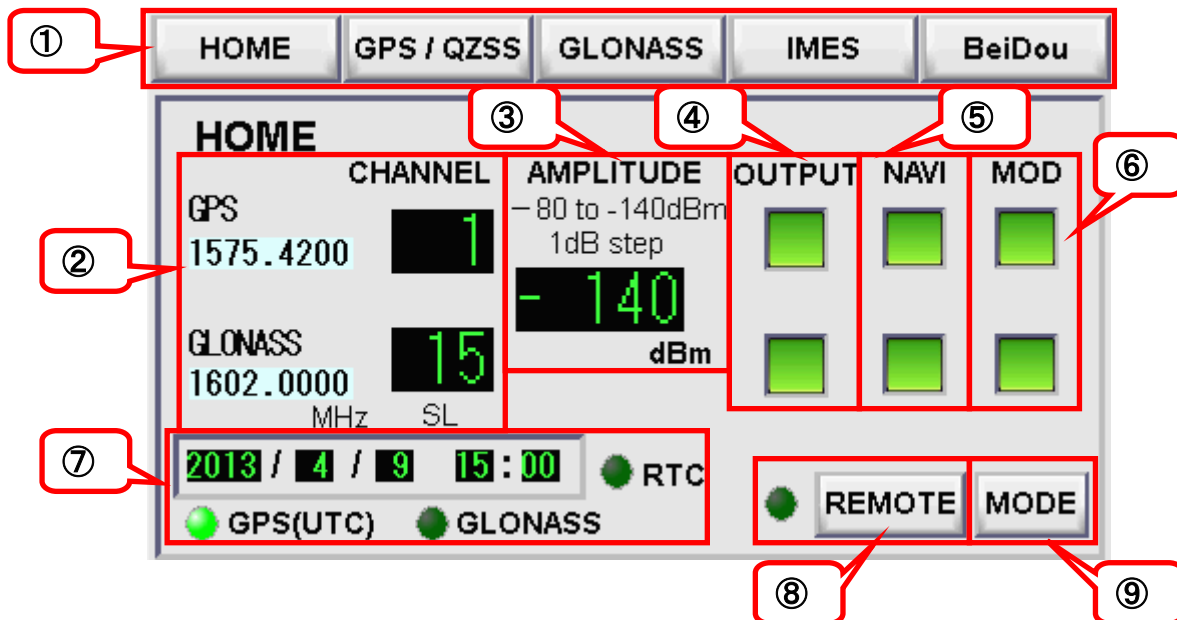 ①
HOME GPS / QZSS GLONASS IMES BeiDou
③ ④ ⑤
HOME
⑥
CHANNEL AMPLITUDE OUTPUT NAVI MOD
GPS
－80 to -140dBm
②
1575.4200 1 1dB step
- 140
GLONASS 15 dBm
1602.0000
MHz SL
⑦
2013 / 4 / 9 15 : 00 RTC
REMOTE MODE
GPS(UTC) GLONASS
⑧ ⑨